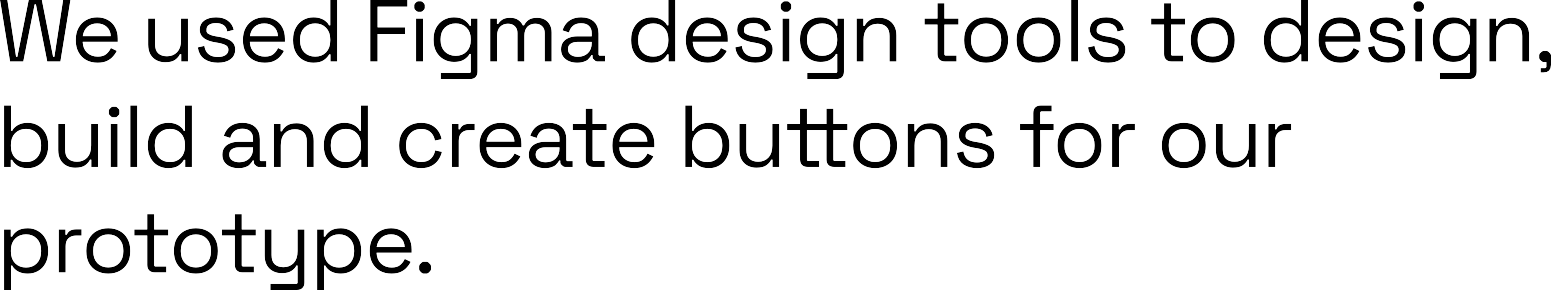 We used Figma design tools to design,
build and create buttons for our
prototype.